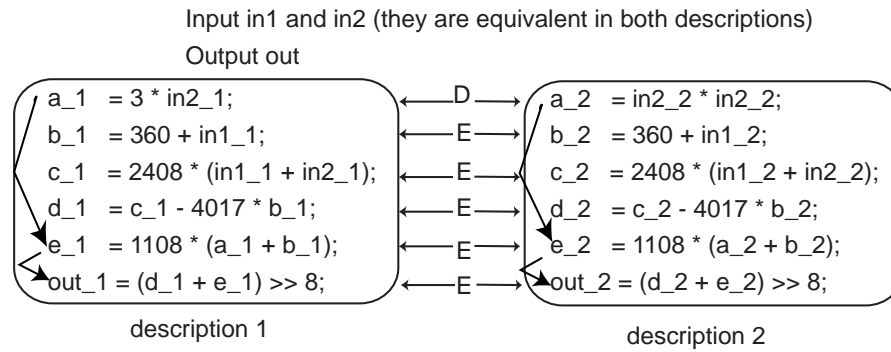 Input in1 and in2 (they are equivalent in both descriptions)
Output out
a_1 = 3 * in2_1;
b_1 = 360 + in1_1;
c_1 = 2408 * (in1_1 + in2_1);
d_1 = c_1 - 4017 * b_1;
e_1 = 1108 * (a_1 + b_1);
out_1 = (d_1 + e_1) >> 8;
description 1
D
E
E
E
E
E
a_2 = in2_2 * in2_2;
b_2 = 360 + in1_2;
c_2 = 2408 * (in1_2 + in2_2);
d_2 = c_2 - 4017 * b_2;
e_2 = 1108 * (a_2 + b_2);
out_2 = (d_2 + e_2) >> 8;
description 2